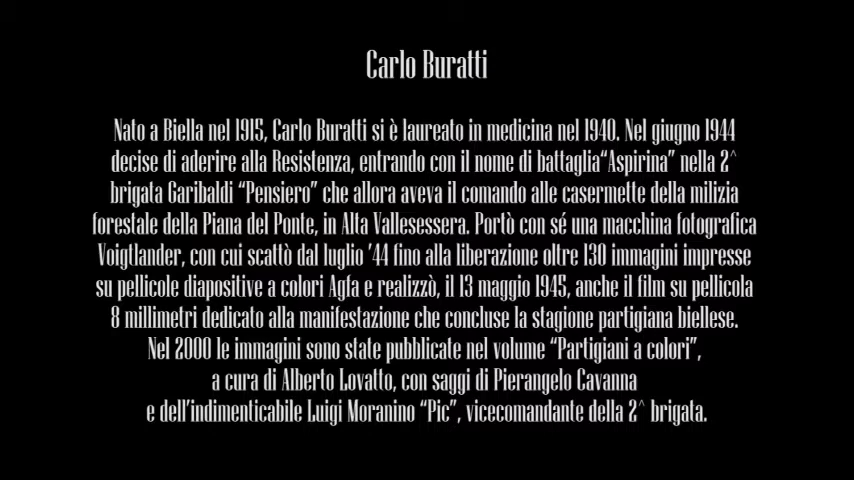 Carlo Buratti
Nato a Biella nel 1915, Carlo Buratti si è laureato in medicina nel 1940. Nel giugno 1944
decise di aderire alla Resistenza, entrando con il nome di battaglia“Aspirina” nella 2^
brigata Garibaldi “Pensiero” che allora aveva il comando alle casermette della milizia
forestale della Piana del Ponte, in Alta Vallesessera. Portò con sé una macchina fotografica
Voigtlander, con cui scattò dal luglio ’44 fino alla liberazione oltre 130 immagini impresse
su pellicole diapositive a colori Agfa e realizzò, il 13 maggio 1945, anche il film su pellicola
8 millimetri dedicato alla manifestazione che concluse la stagione partigiana biellese.
Nel 2000 le immagini sono state pubblicate nel volume “Partigiani a colori”,
a cura di Alberto Lovatto, con saggi di Pierangelo Cavanna
e dell’indimenticabile Luigi Moranino “Pic”, vicecomandante della 2^ brigata.